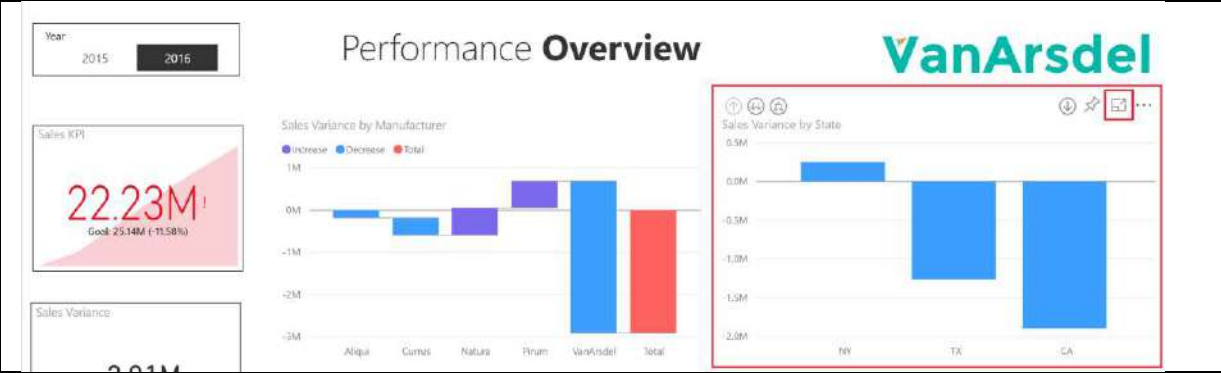 Year
2015 2016
Performance Overview
VanArsdel
Sales KPI
22.23M!
Goal: 25.14M (-11.58%)
Sales Variance
Sales Variance by Manufacturer
Increase Decrease Total
1M
0M
-1M
-2M
-3M
Aliqui Currus Natura Pirum VanArsdel Total
Sales Variance by State
0.5M
0.0M
-0.5M
-1.0M
-1.5M
-2.0M
NY TX CA